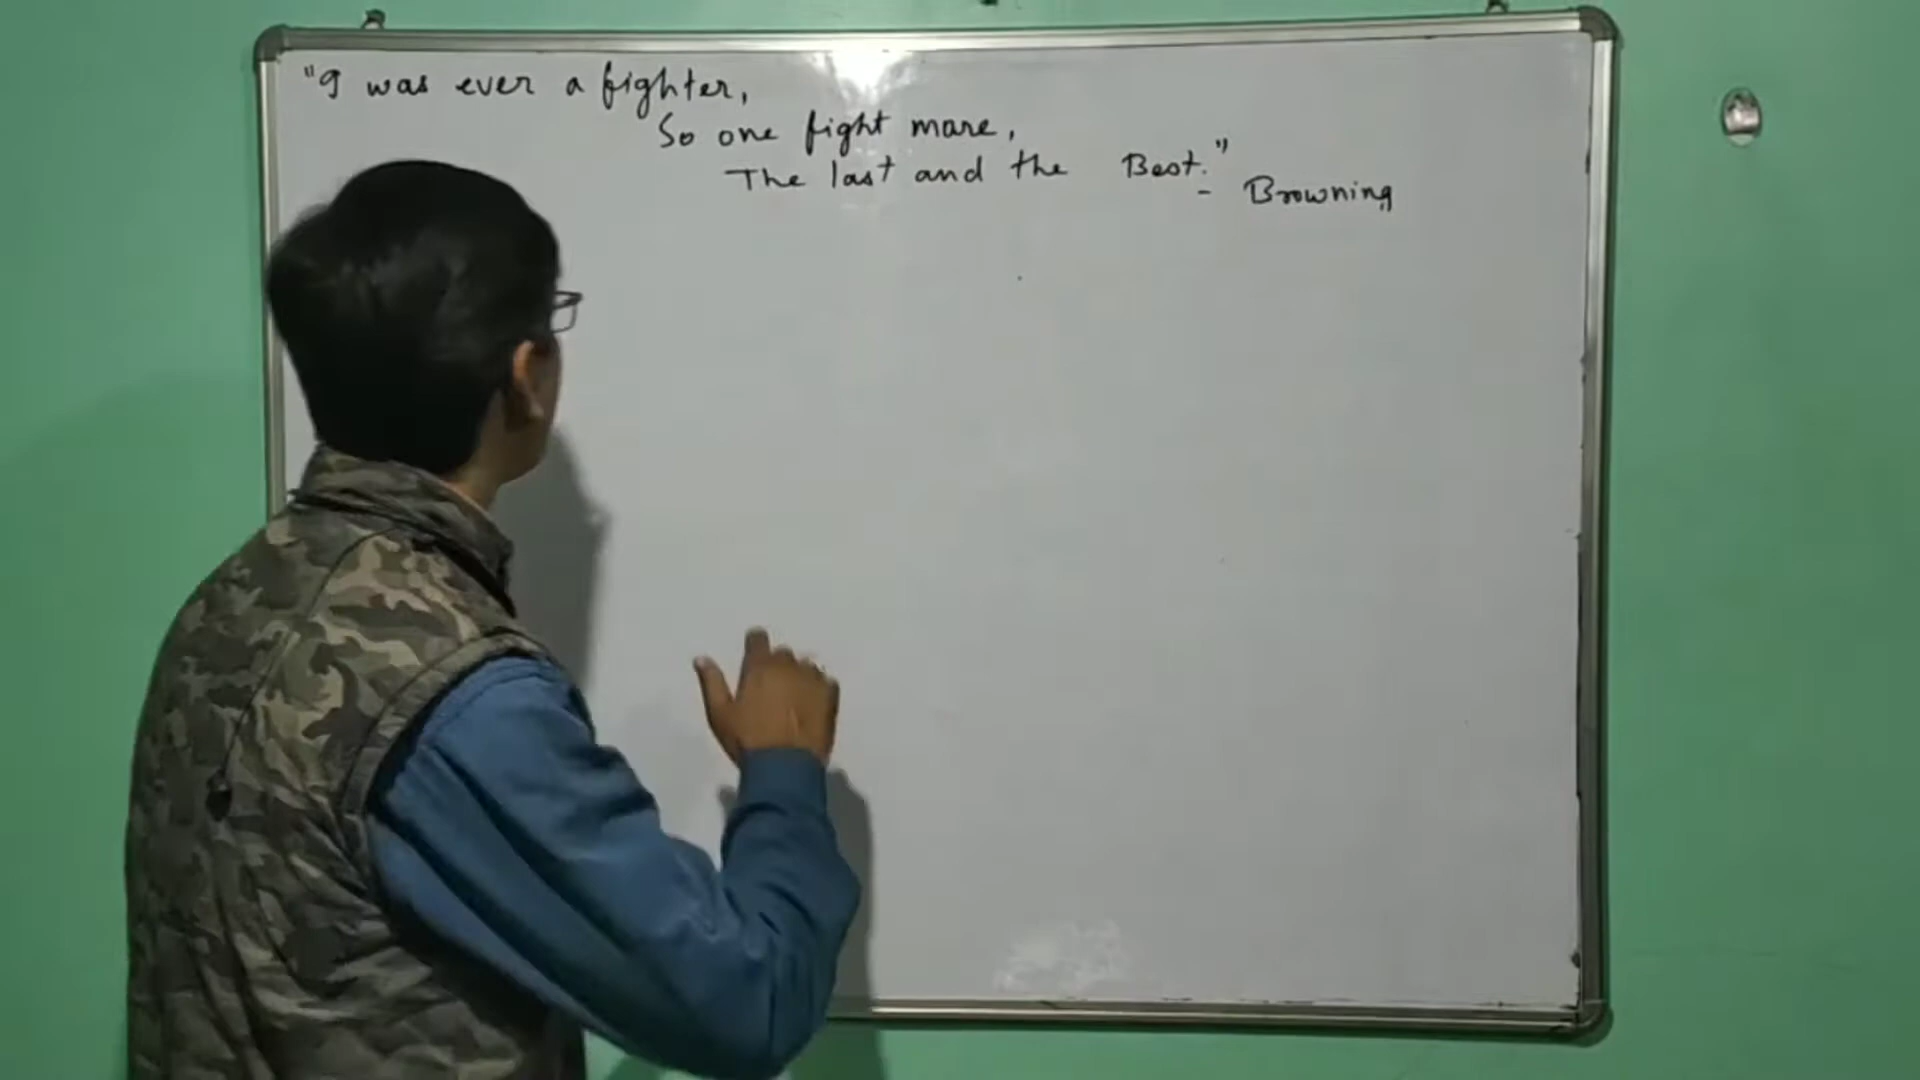 "I was ever a fighter,
So one fight more,
The last and the Best."
- Browning